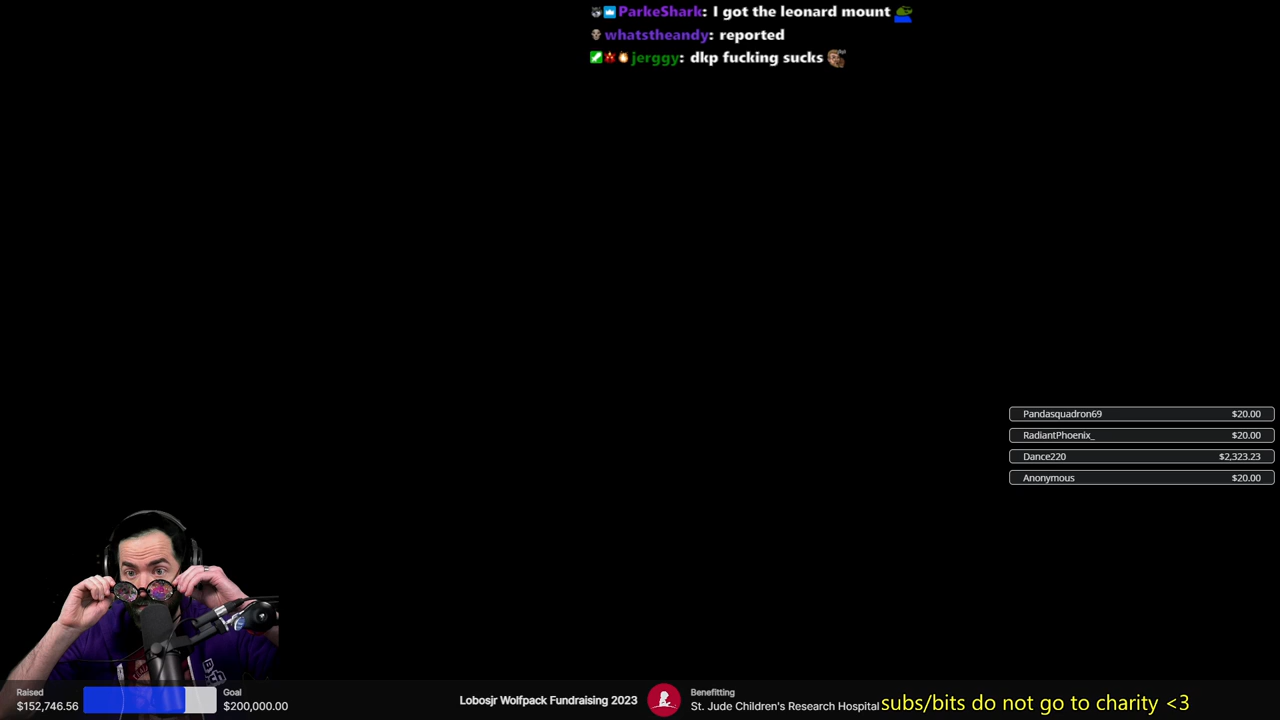 ParkeShark: I got the leonard mount
whatstheandy: reported
jerggy: dkp fucking sucks
Pandasquadron69 $20.00
RadiantPhoenix_ $20.00
Dance220 $2,323.23
Anonymous $20.00
Raised
$152,746.56
Goal
$200,000.00
Lobosjr Wolfpack Fundraising 2023
Benefitting
St. Jude Children's Research Hospital
subs/bits do not go to charity <3